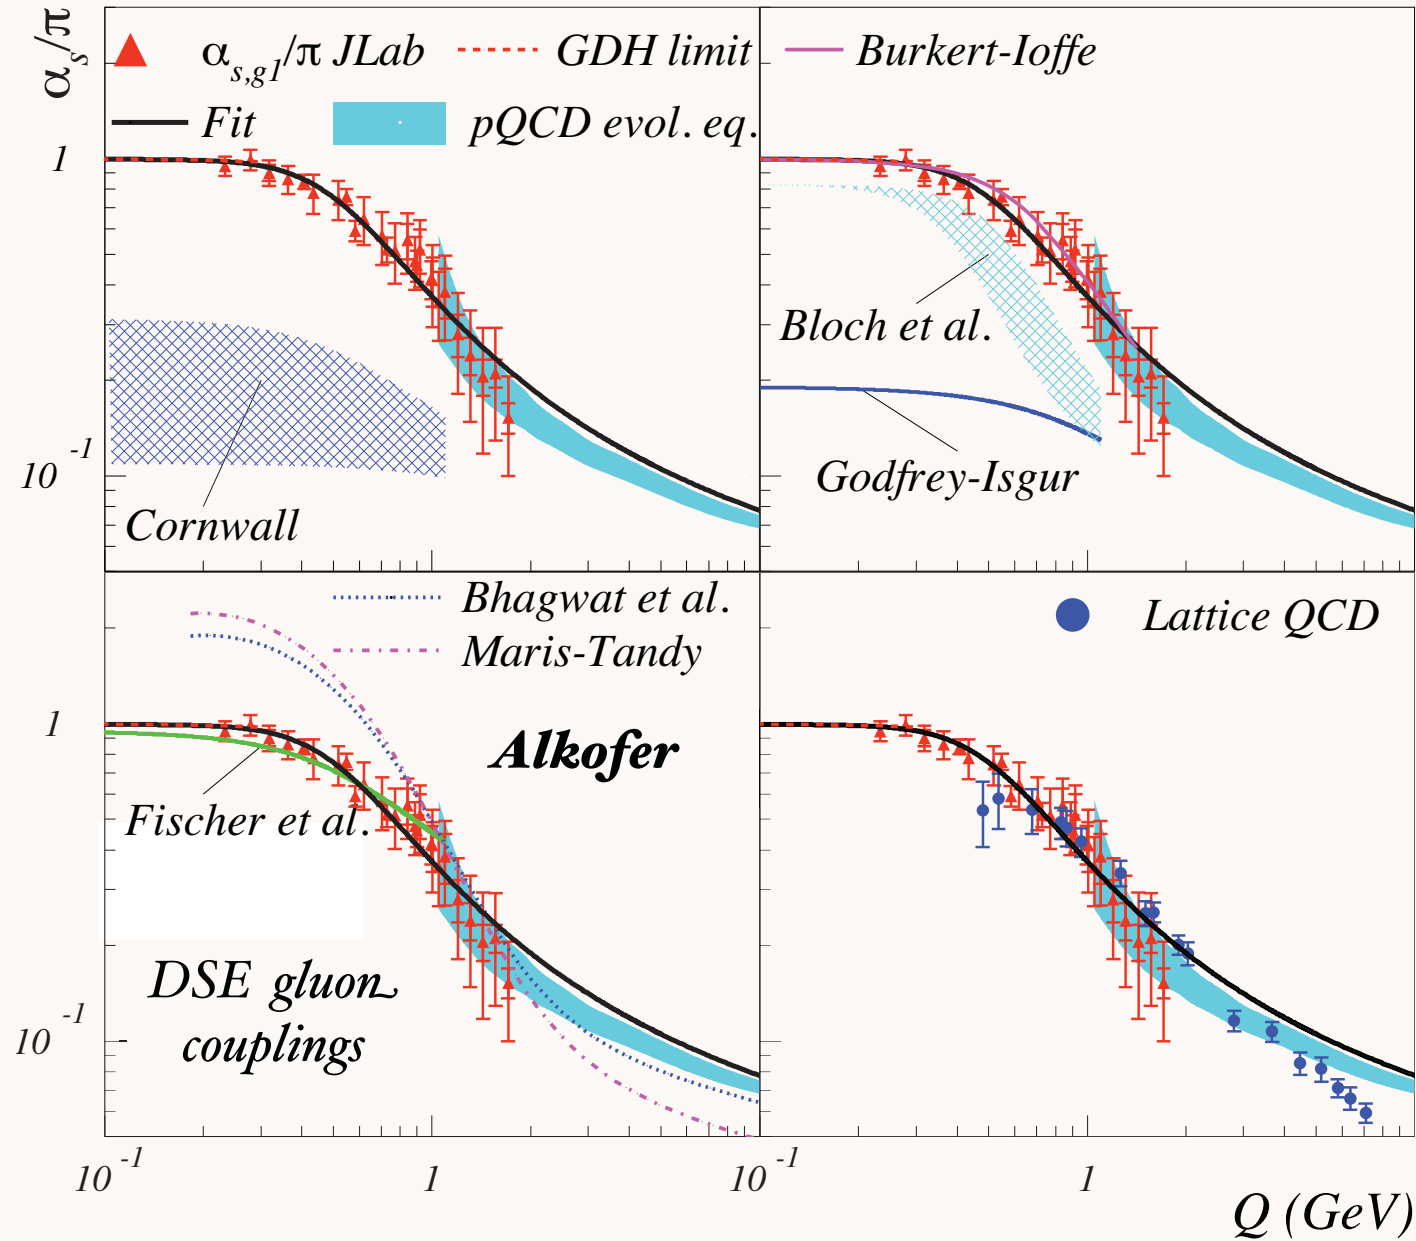 αs/π
αs,g1/π JLab
GDH limit
Burkert-Ioffe
Fit
pQCD evol. eq.
1
Bloch et al.
10 -1
Godfrey-Isgur
Cornwall
Bhagwat et al.
Maris-Tandy
Lattice QCD
1
Alkofer
Fischer et al.
DSE gluon
couplings
10 -1
10 -1
1
10 -1
1
Q (GeV)